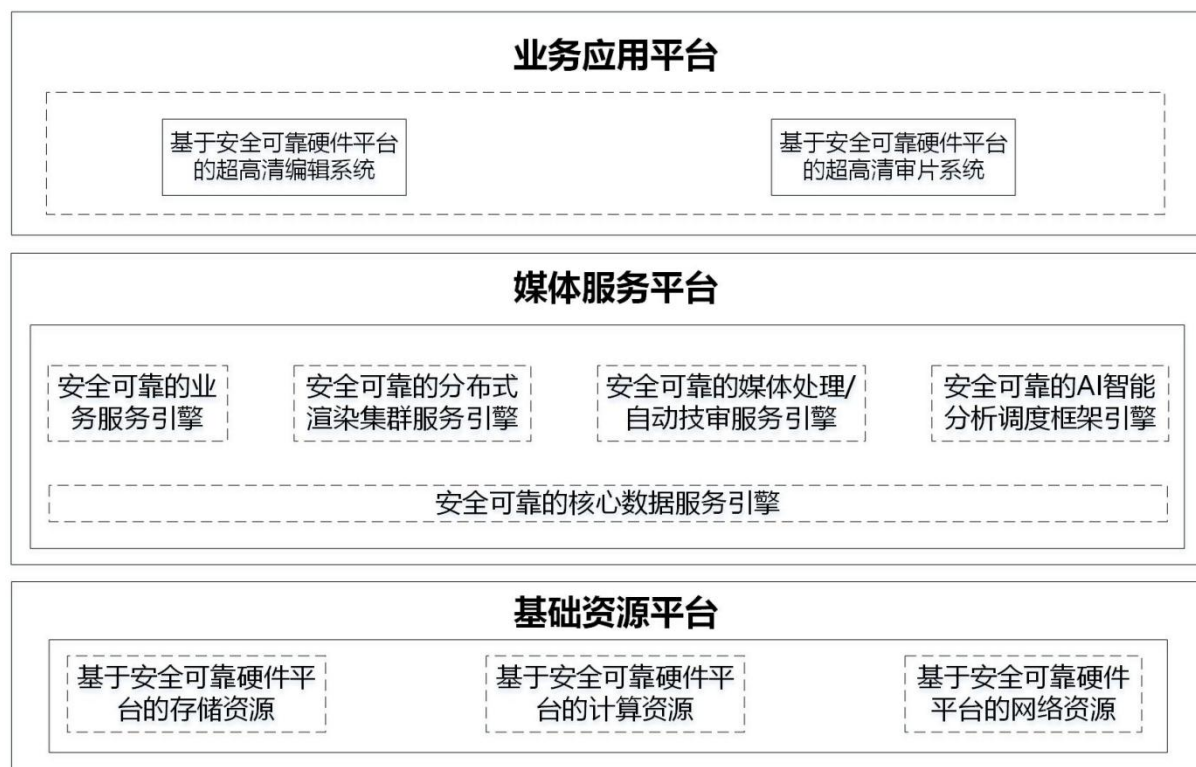 业务应用平台
基于安全可靠硬件平台
的超高清编辑系统
基于安全可靠硬件平台
的超高清审片系统
媒体服务平台
安全可靠的业
务服务引擎
安全可靠的分布式
渲染集群服务引擎
安全可靠的媒体处理/
自动技审服务引擎
安全可靠的AI智能
分析调度框架引擎
安全可靠的核心数据服务引擎
基础资源平台
基于安全可靠硬件平
台的存储资源
基于安全可靠硬件平
台的计算资源
基于安全可靠硬件
平台的网络资源